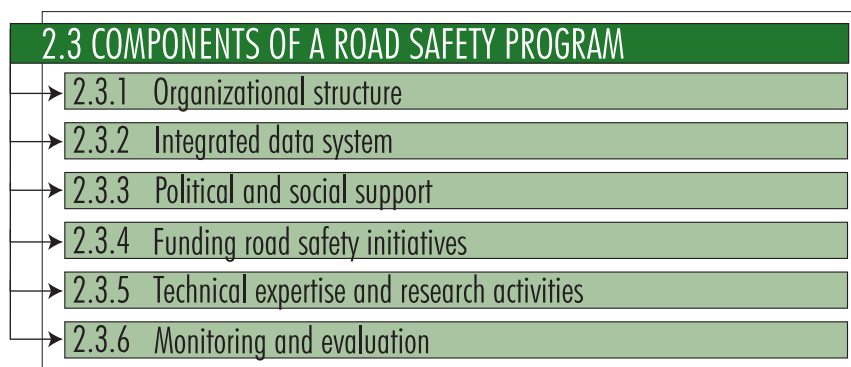 2.3 COMPONENTS OF A ROAD SAFETY PROGRAM
2.3.1 Organizational structure
2.3.2 Integrated data system
2.3.3 Political and social support
2.3.4 Funding road safety initiatives
2.3.5 Technical expertise and research activities
2.3.6 Monitoring and evaluation